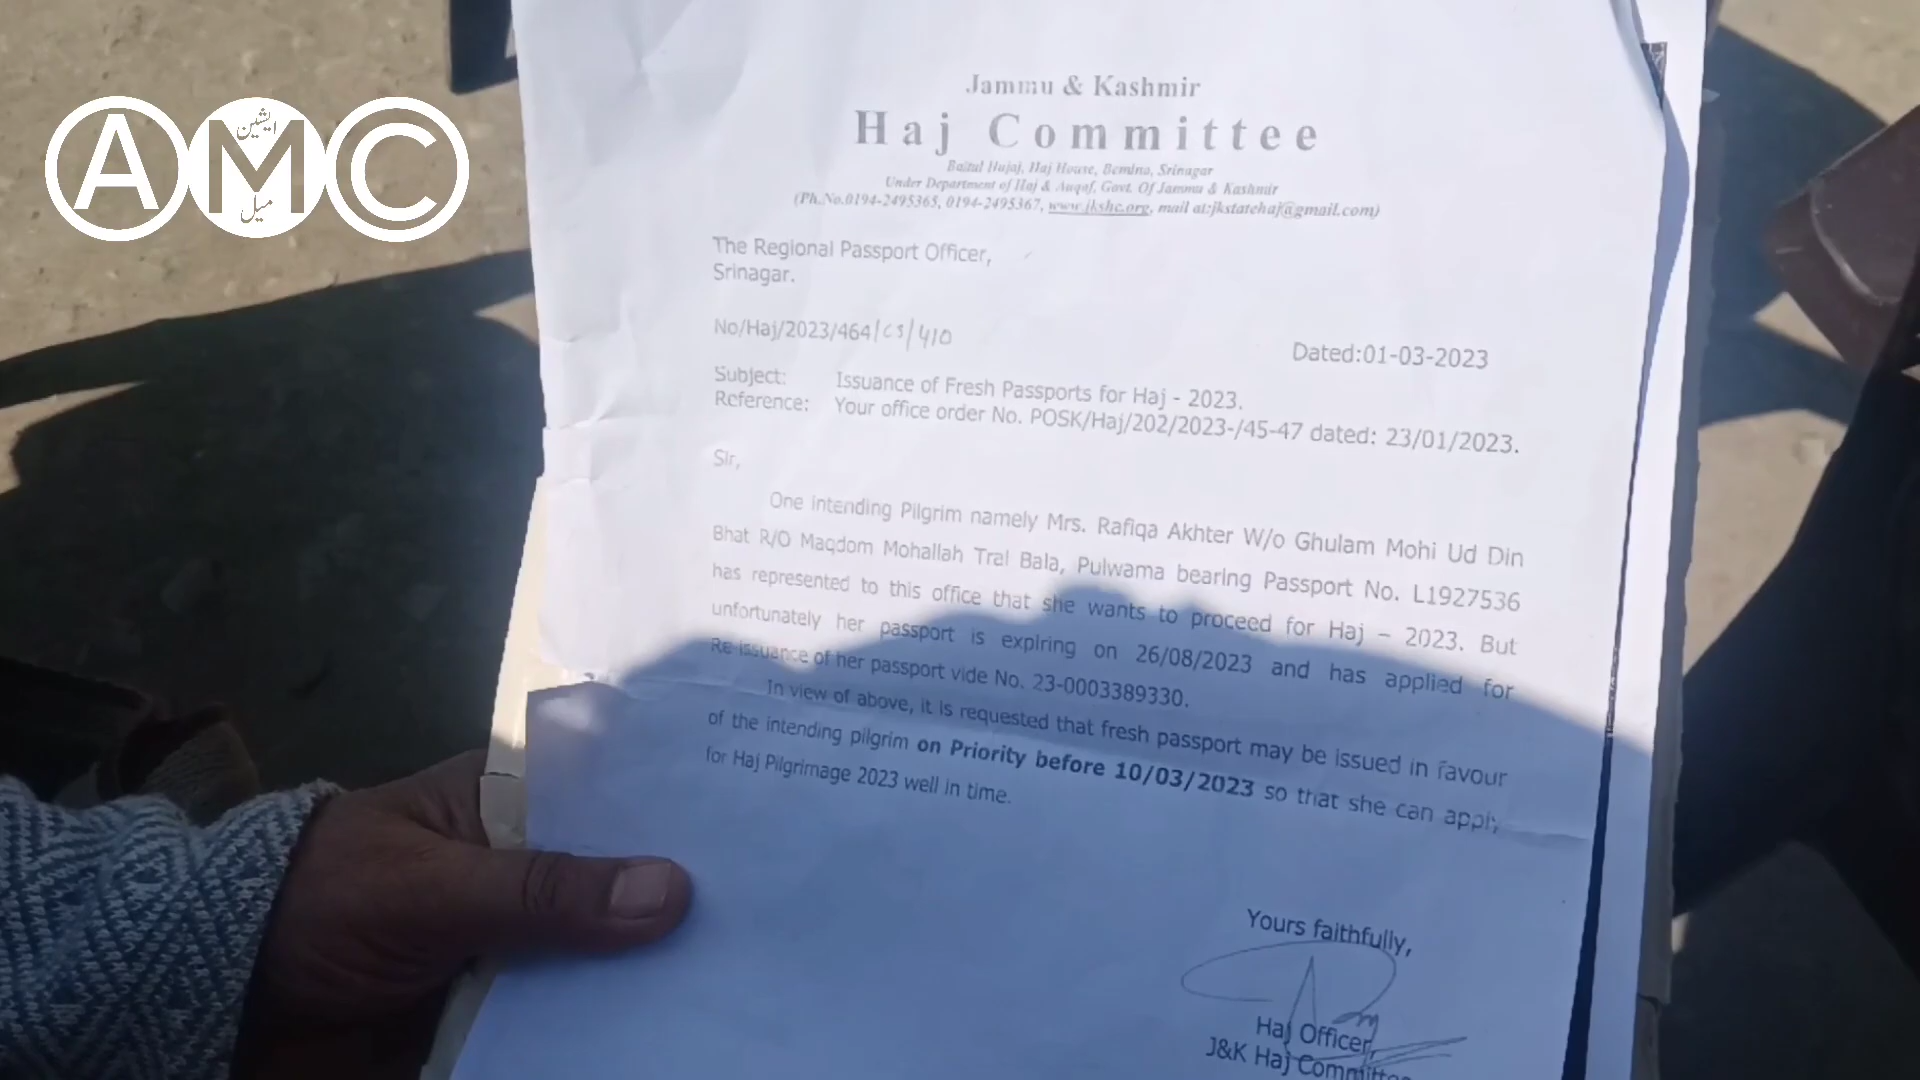 AMC
ایشین
میل
Jammu & Kashmir
Haj Committee
Baitul Hujaj, Haj House, Bemina, Srinagar
Under Department of Haj & Auqaf, Govt. Of Jammu & Kashmir
(Ph.No.0194-2495365, 0194-2495367, www.jkshc.org, mail at:jkstatehaj@gmail.com)
The Regional Passport Officer,
Srinagar.
No/Haj/2023/464/cs/410
Dated:01-03-2023
Subject: Issuance of Fresh Passports for Haj - 2023.
Reference: Your office order No. POSK/Haj/202/2023-/45-47 dated: 23/01/2023.
Sir,
One intending Pilgrim namely Mrs. Rafiqa Akhter W/o Ghulam Mohi Ud Din
Bhat R/O Maqdom Mohallah Tral Bala, Pulwama bearing Passport No. L1927536
has represented to this office that she wants to proceed for Haj – 2023. But
unfortunately her passport is expiring on 26/08/2023 and has applied for
Re-issuance of her passport vide No. 23-0003389330.
In view of above, it is requested that fresh passport may be issued in favour
of the intending pilgrim on Priority before 10/03/2023 so that she can apply
for Haj Pilgrimage 2023 well in time.
Yours faithfully,
Haj Officer,
J&K Haj Committee